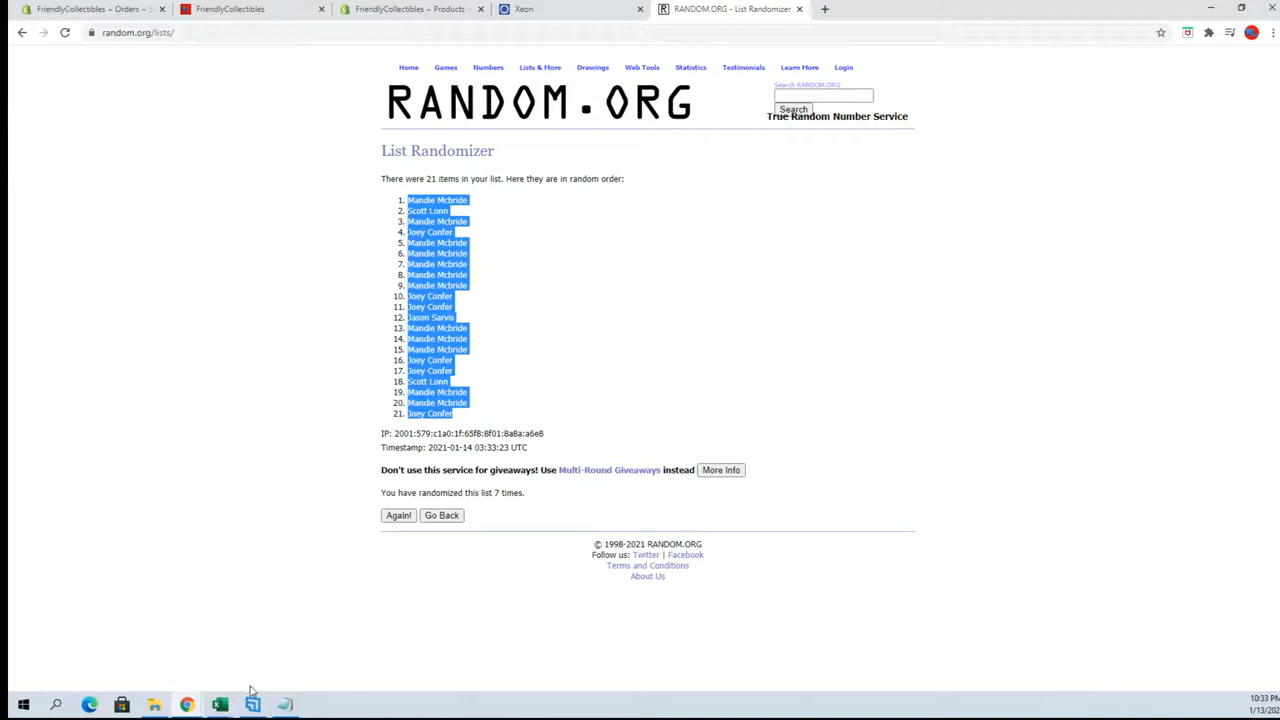 FriendlyCollectibles ~ Orders ~ S
FriendlyCollectibles
FriendlyCollectibles ~ Products ~
Xeon
RANDOM.ORG - List Randomizer
random.org/lists/
Home Games Numbers Lists & More Drawings Web Tools Statistics Testimonials Learn More Login
RANDOM.ORG
Search RANDOM.ORG
Search
True Random Number Service
List Randomizer
There were 21 items in your list. Here they are in random order:
1. Mandie Mcbride
2. Scott Lonn
3. Mandie Mcbride
4. Joey Confer
5. Mandie Mcbride
6. Mandie Mcbride
7. Mandie Mcbride
8. Mandie Mcbride
9. Mandie Mcbride
10. Joey Confer
11. Joey Confer
12. Jason Sarvis
13. Mandie Mcbride
14. Mandie Mcbride
15. Mandie Mcbride
16. Joey Confer
17. Joey Confer
18. Scott Lonn
19. Mandie Mcbride
20. Mandie Mcbride
21. Joey Confer
IP: 2001:579:c1a0:1f:65f8:8f01:8a8a:a6e8
Timestamp: 2021-01-14 03:33:23 UTC
Don't use this service for giveaways! Use Multi-Round Giveaways instead More Info
You have randomized this list 7 times.
Again! Go Back
© 1998-2021 RANDOM.ORG
Follow us: Twitter | Facebook
Terms and Conditions
About Us
10:33 PM
1/13/202